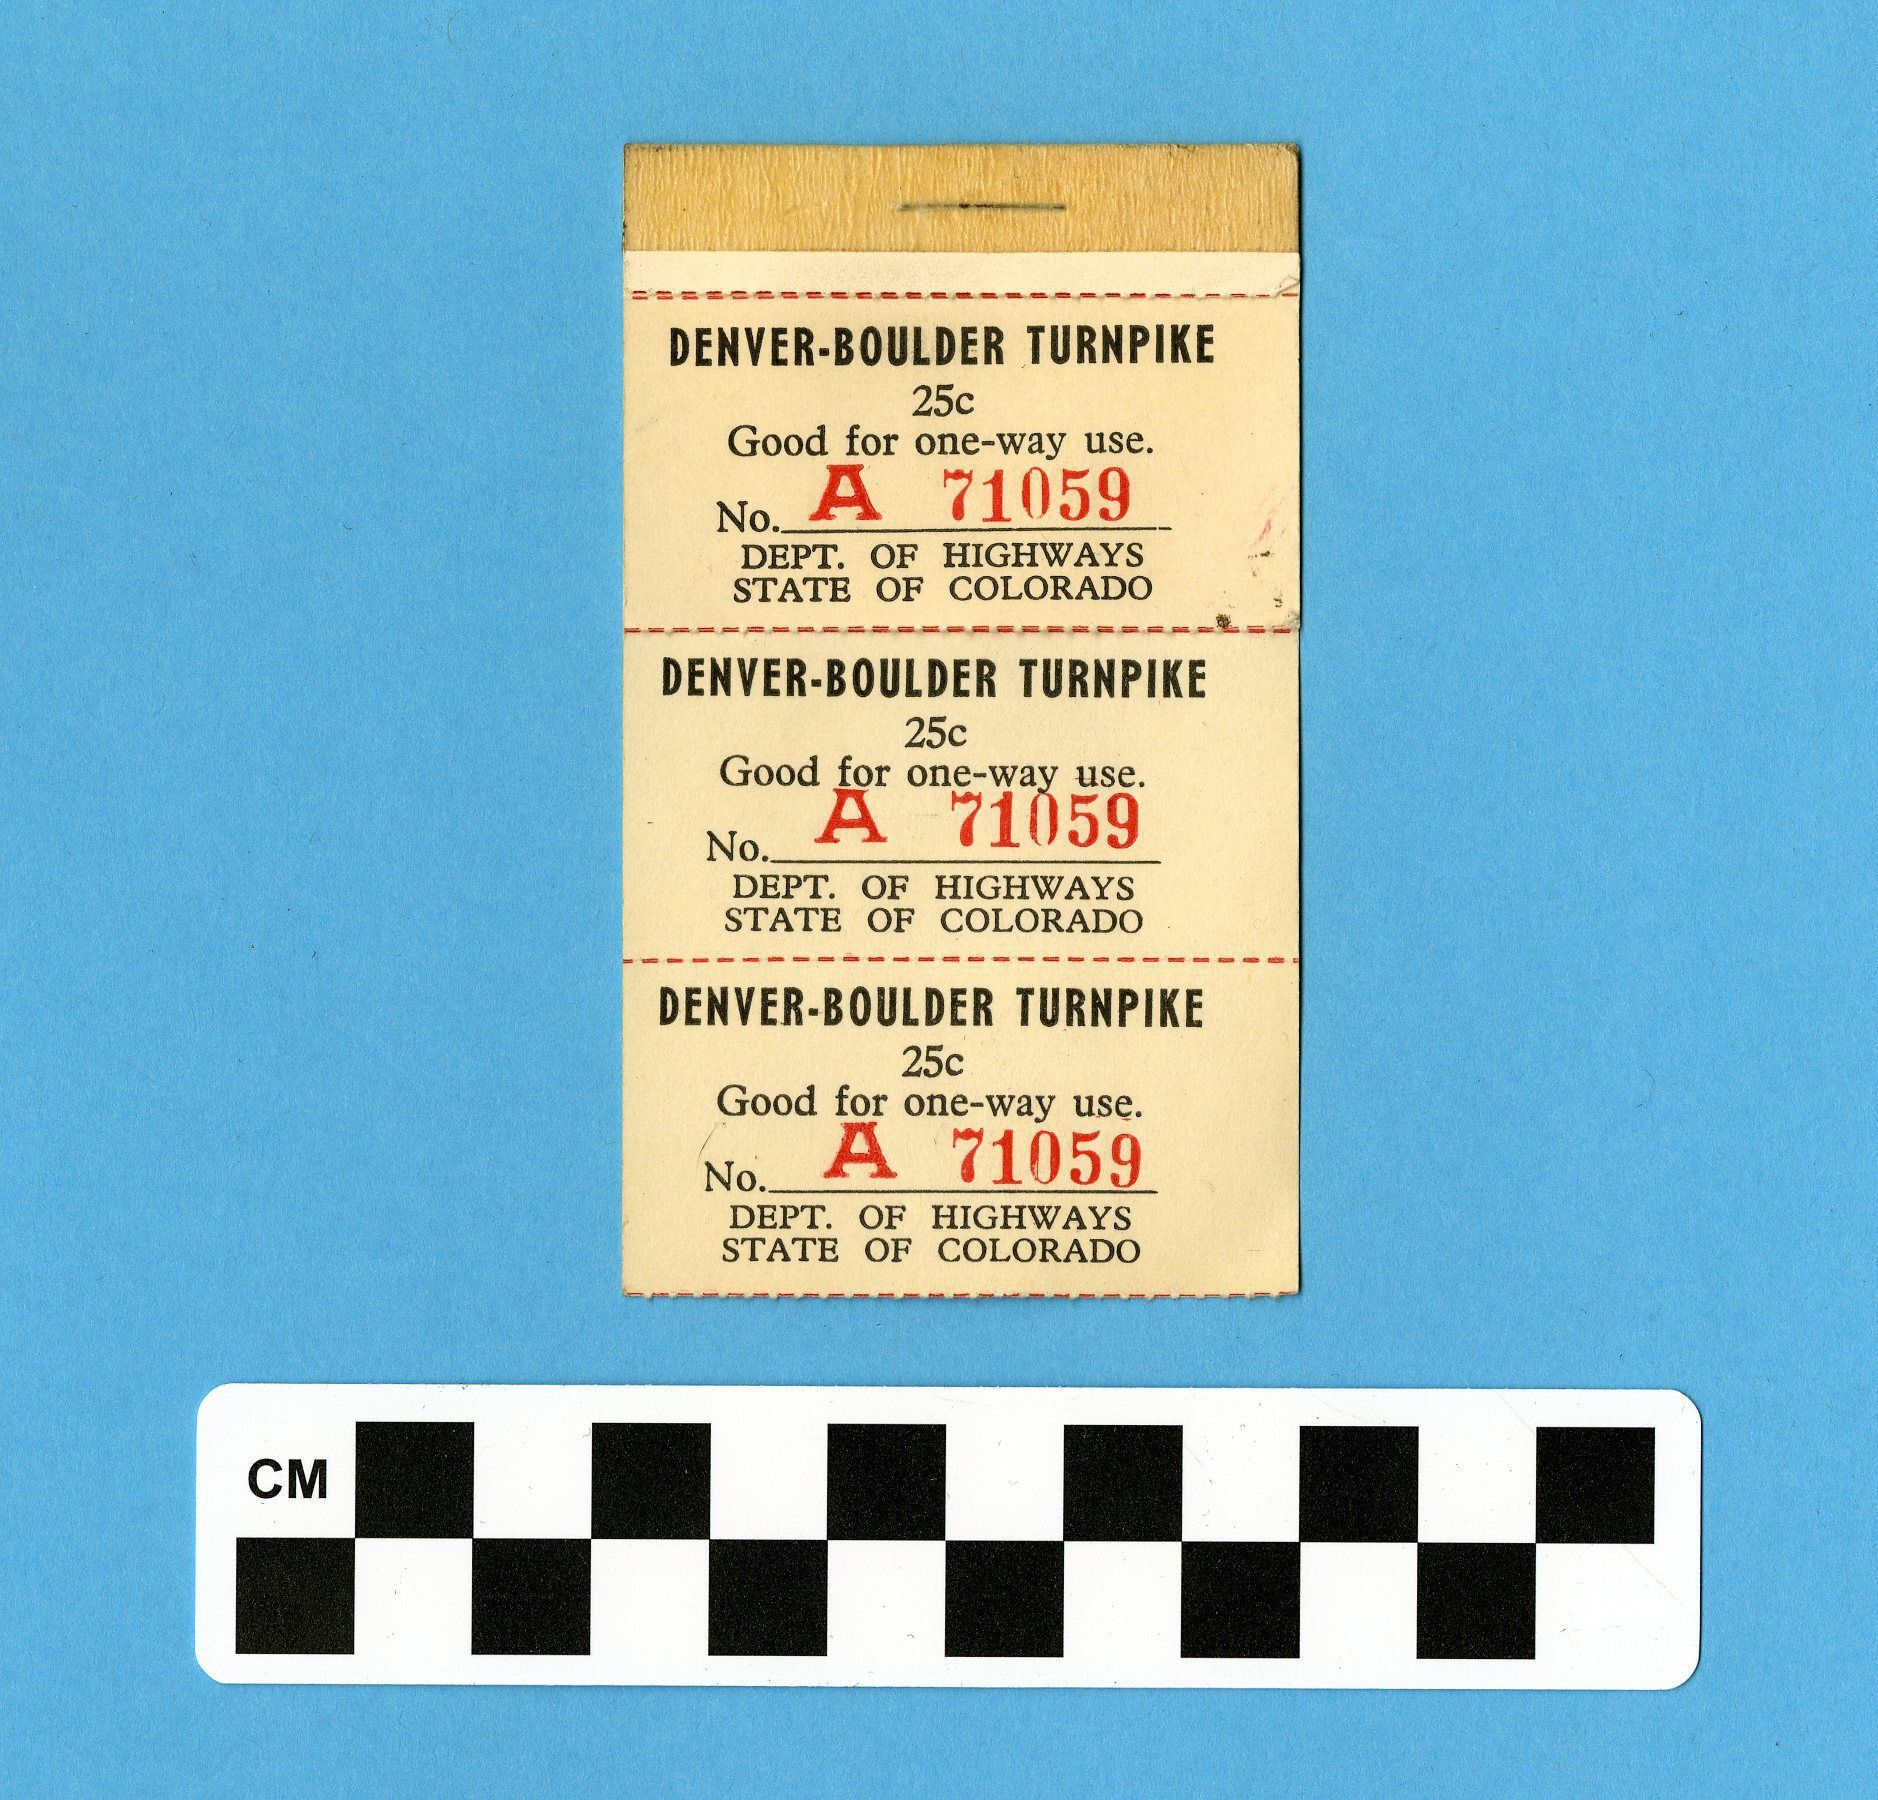 DENVER-BOULDER TURNPIKE
25c
Good for one-way use.
No. A 71059
DEPT. OF HIGHWAYS
STATE OF COLORADO
DENVER-BOULDER TURNPIKE
25c
Good for one-way use.
No. A 71059
DEPT. OF HIGHWAYS
STATE OF COLORADO
DENVER-BOULDER TURNPIKE
25c
Good for one-way use.
No. A 71059
DEPT. OF HIGHWAYS
STATE OF COLORADO
CM